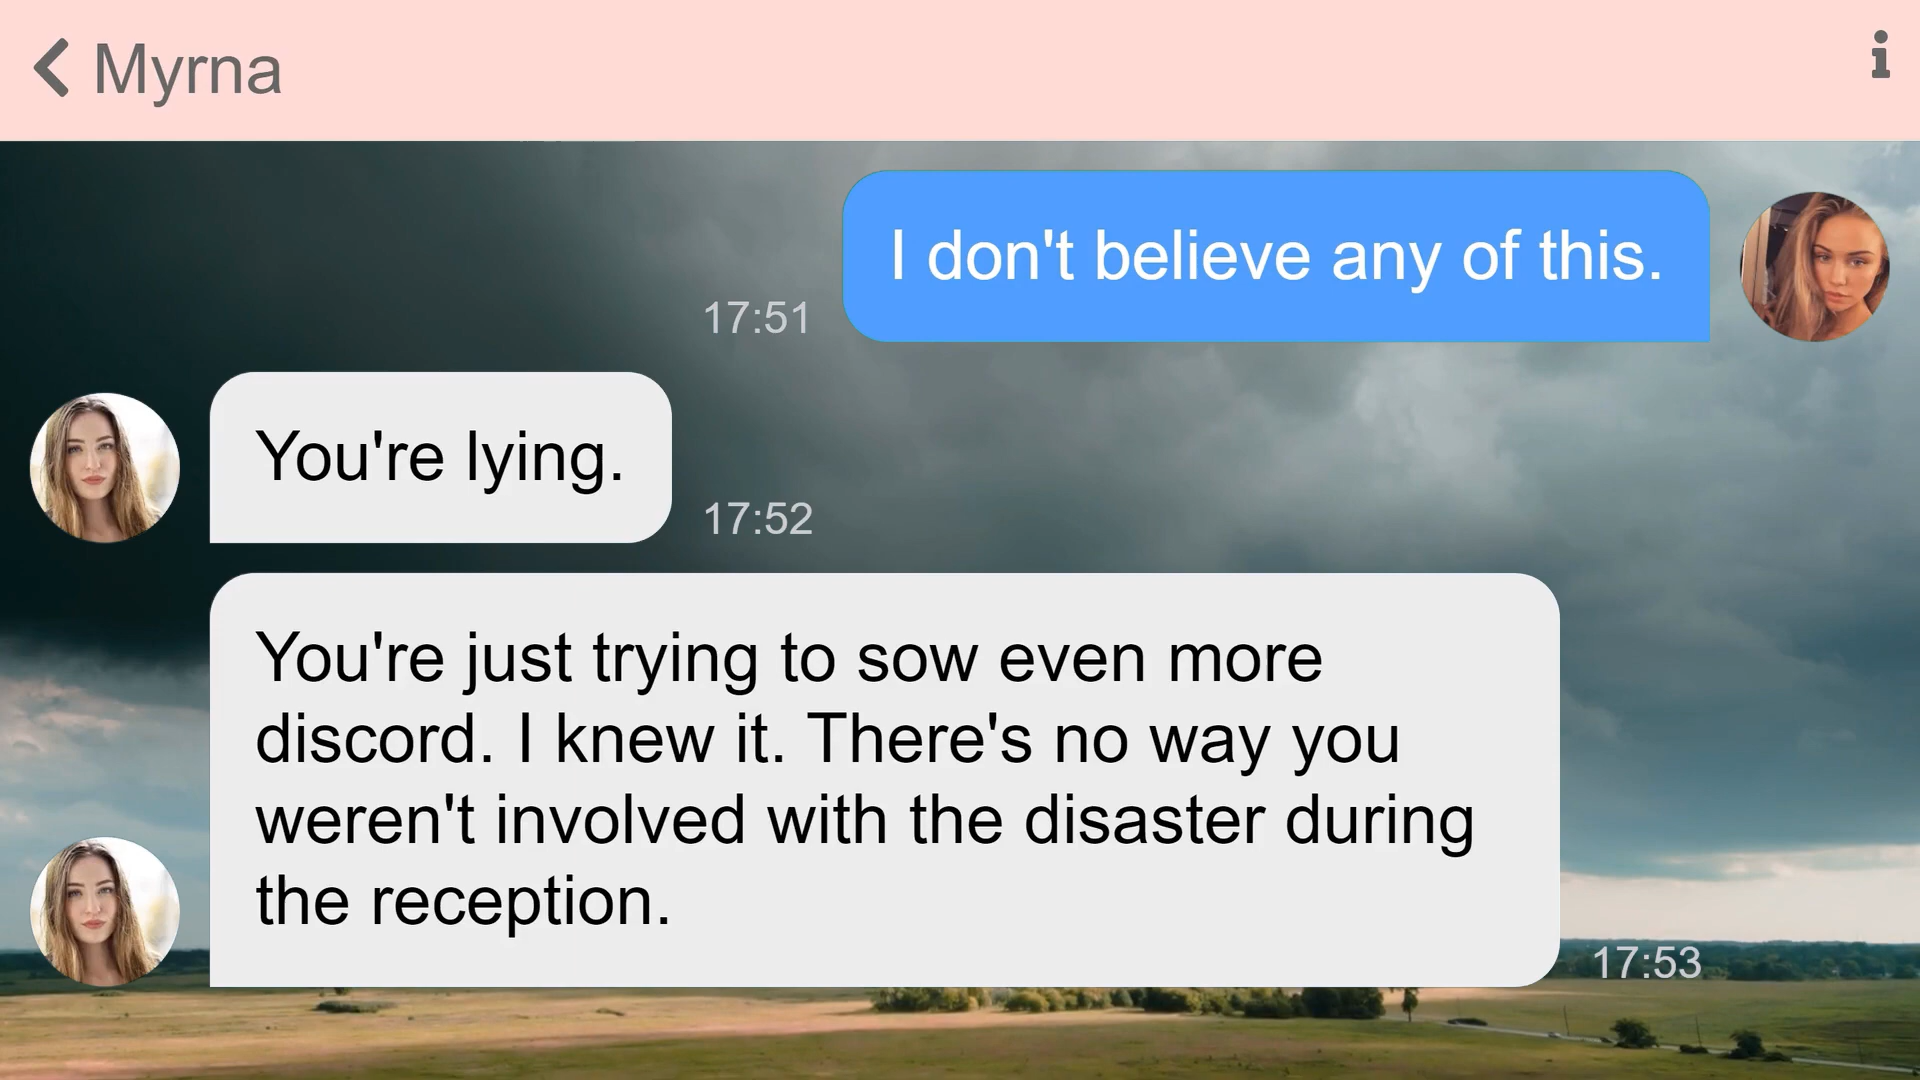 Myrna
I don't believe any of this.
17:51
You're lying.
17:52
You're just trying to sow even more
discord. I knew it. There's no way you
weren't involved with the disaster during
the reception.
17:53